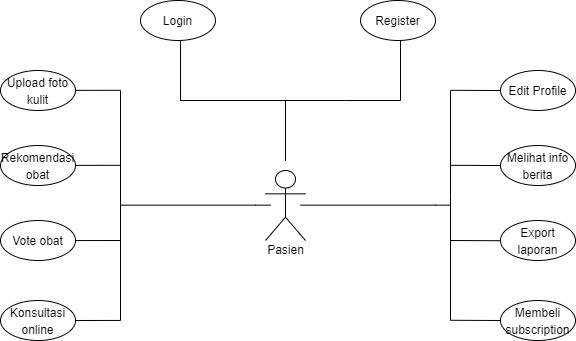 Login
Register
Upload foto
kulit
Edit Profile
Rekomendasi
obat
Melihat info
berita
Vote obat
Export
laporan
Pasien
Konsultasi
online
Membeli
subscription